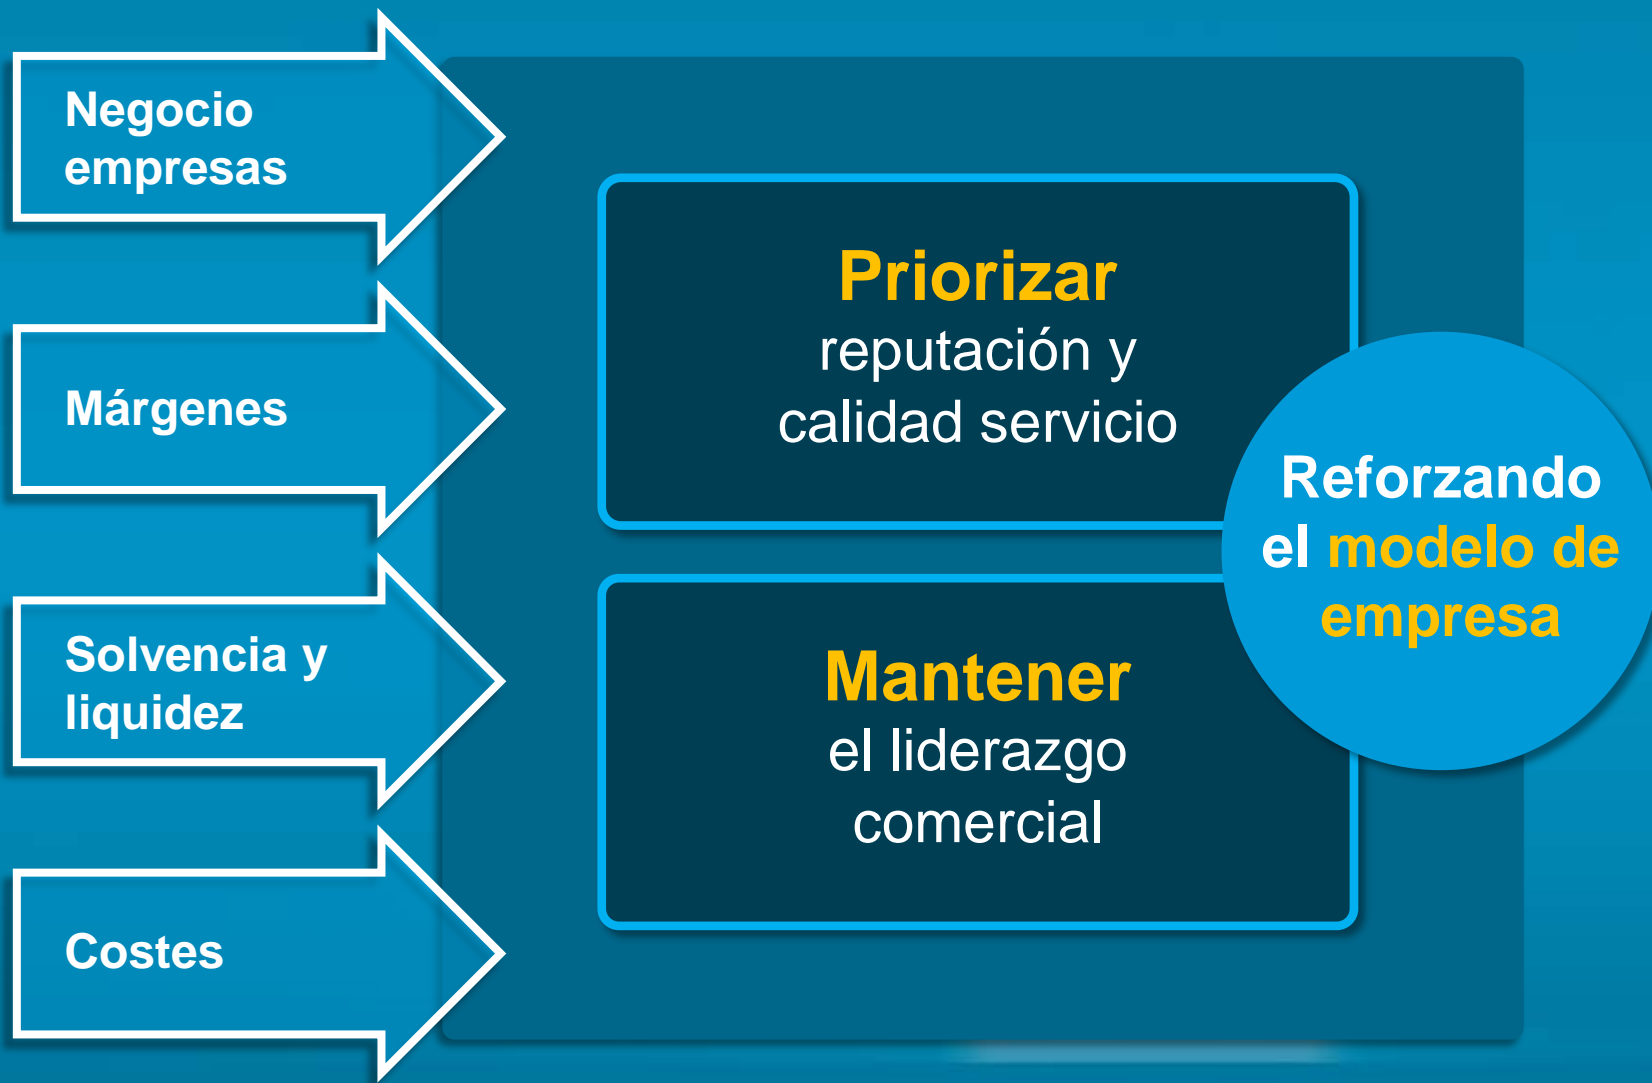 Negocio
empresas
Márgenes
Solvencia y
liquidez
Costes
Priorizar
reputación y
calidad servicio
Mantener
el liderazgo
comercial
Reforzando
el modelo de
empresa